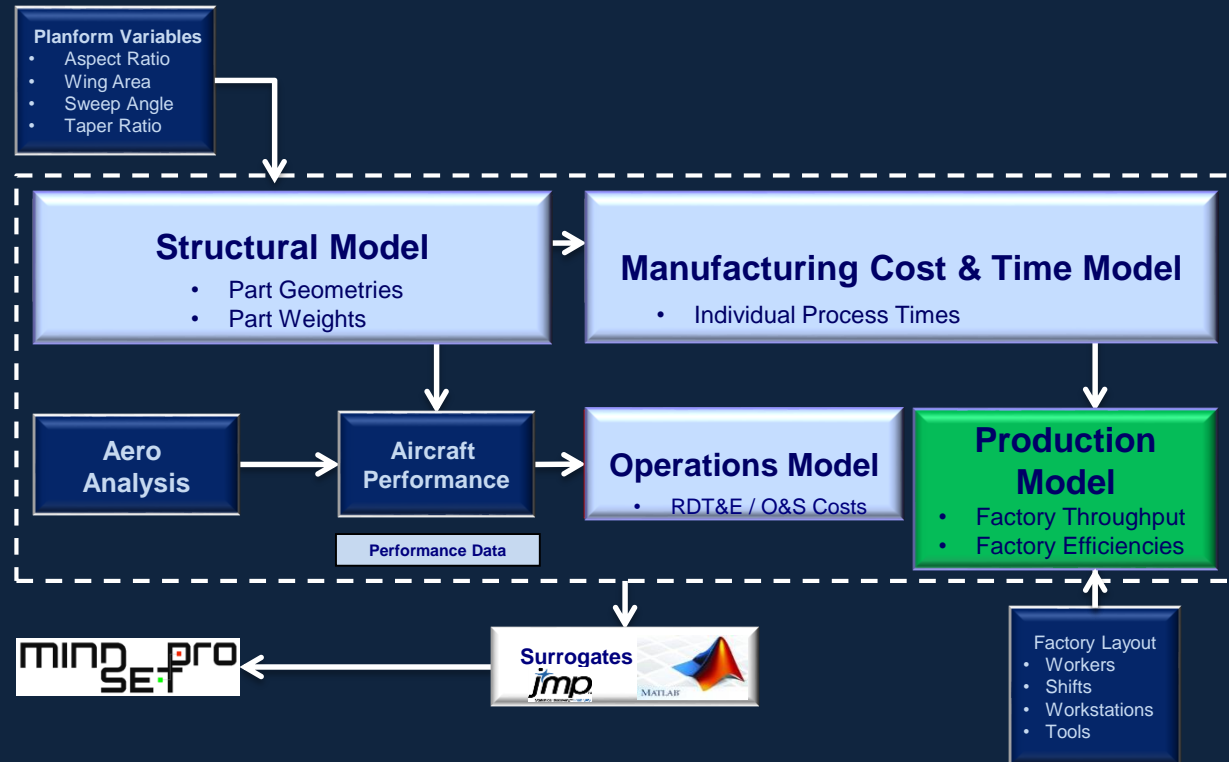 Planform Variables
• Aspect Ratio
• Wing Area
• Sweep Angle
• Taper Ratio
Structural Model
• Part Geometries
• Part Weights
Manufacturing Cost & Time Model
• Individual Process Times
Aero
Analysis
Aircraft
Performance
Performance Data
Operations Model
• RDT&E / O&S Costs
Production
Model
• Factory Throughput
• Factory Efficiencies
mind pro
SET
Surrogates
jmp
MATLAB
Factory Layout
• Workers
• Shifts
• Workstations
• Tools